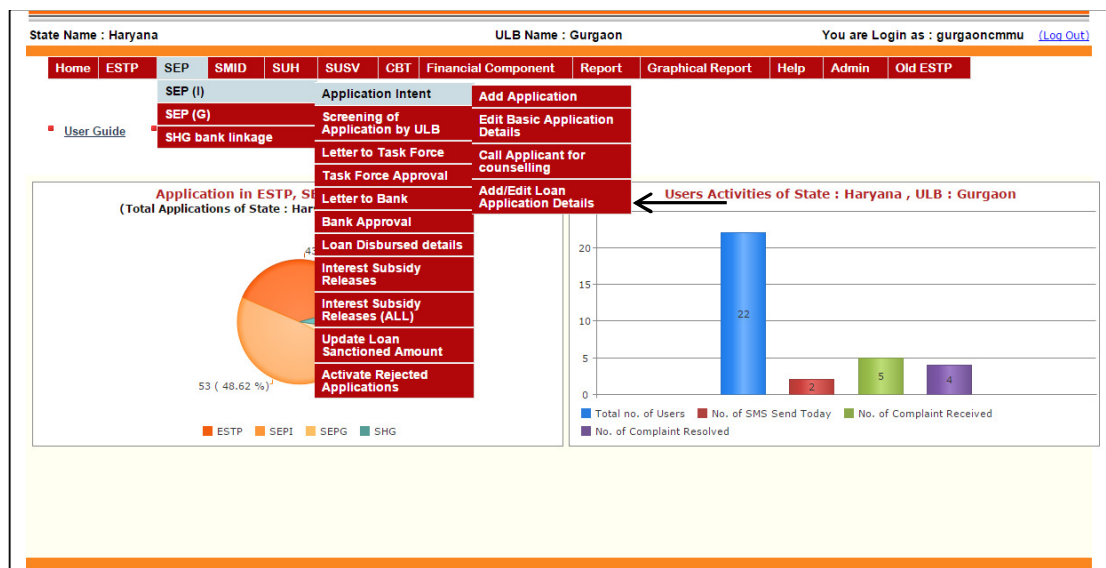 State Name : Haryana
ULB Name : Gurgaon
You are Login as : gurgaoncmmu (Log Out)
Home ESTP SEP SMID SUH SUSV CBT Financial Component Report Graphical Report Help Admin Old ESTP
SEP (I)
SEP (G)
SHG bank linkage
Application Intent
Screening of
Application by ULB
Letter to Task Force
Task Force Approval
Letter to Bank
Bank Approval
Loan Disbursed details
Interest Subsidy
Releases
Interest Subsidy
Releases (ALL)
Update Loan
Sanctioned Amount
Activate Rejected
Applications
Add Application
Edit Basic Application
Details
Call Applicant for
counselling
Add/Edit Loan
Application Details
User Guide
Application in ESTP,
(Total Applications of State :
53 ( 48.62 %)
ESTP SEPI SEPG SHG
Users Activities of State : Haryana , ULB : Gurgaon
20
15
10
5
0
22
2
5
4
Total no. of Users No. of SMS Send Today No. of Complaint Received
No. of Complaint Resolved